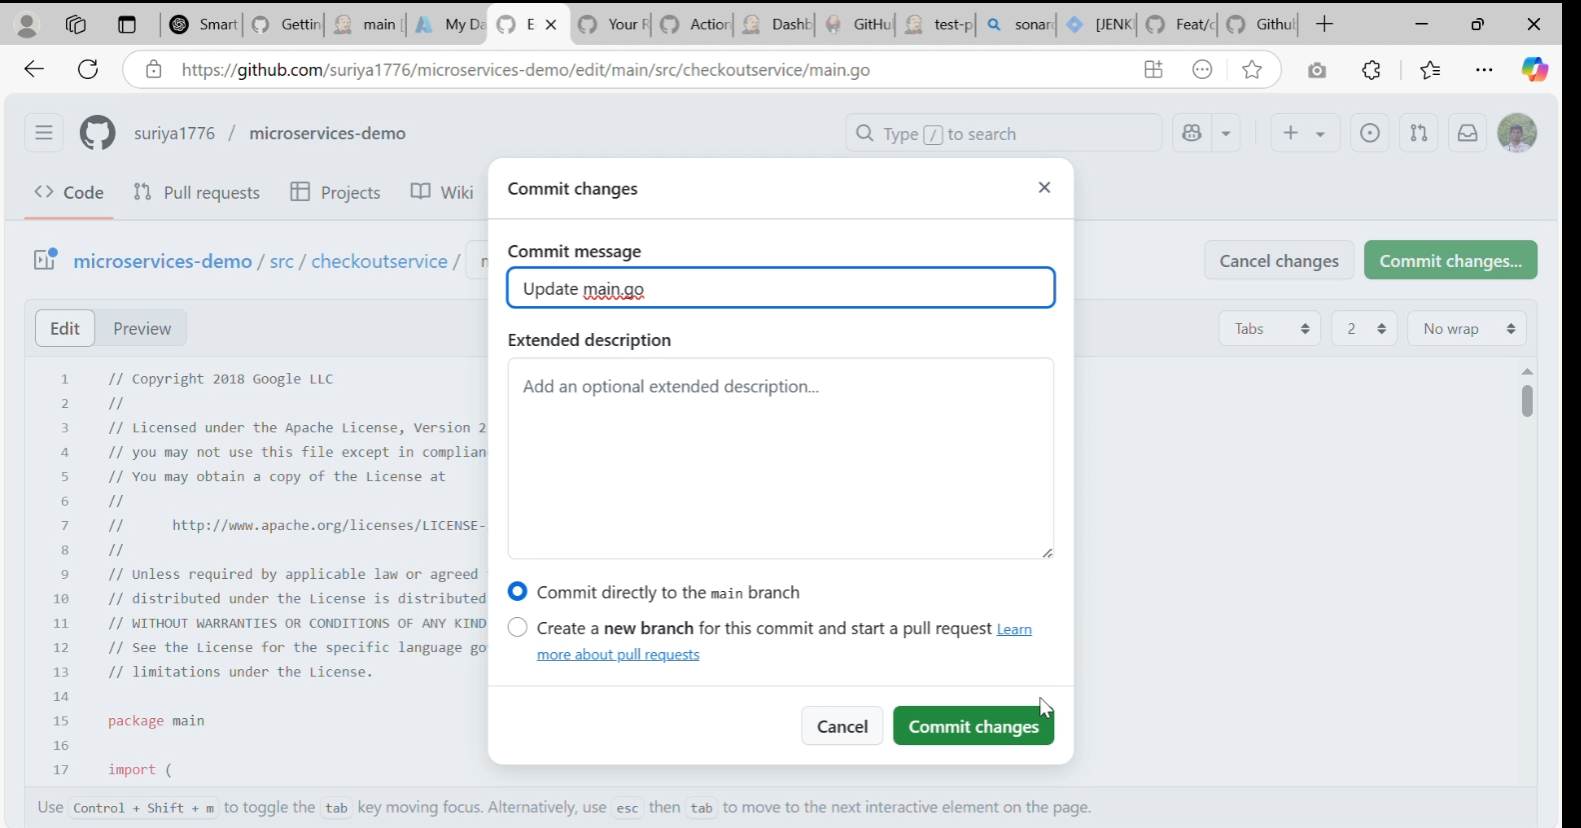 Smart
Gettin
main [
My Da
E
Your R
Action
Dashb
GitHu
test-p
sonar
[JENK
Feat/c
Githu
https://github.com/suriya1776/microservices-demo/edit/main/src/checkoutservice/main.go
suriya1776 / microservices-demo
Type / to search
<> Code
Pull requests
Projects
Wiki
microservices-demo / src / checkoutservice /
Cancel changes
Commit changes...
Edit
Preview
Tabs
2
No wrap
1 // Copyright 2018 Google LLC
2 //
3 // Licensed under the Apache License, Version 2
4 // you may not use this file except in complian
5 // You may obtain a copy of the License at
6 //
7 // http://www.apache.org/licenses/LICENSE-
8 //
9 // Unless required by applicable law or agreed
10 // distributed under the License is distributed
11 // WITHOUT WARRANTIES OR CONDITIONS OF ANY KIND
12 // See the License for the specific language go
13 // limitations under the License.
14
15 package main
16
17 import (
Commit changes
Commit message
Update main.go
Extended description
Add an optional extended description...
Commit directly to the main branch
Create a new branch for this commit and start a pull request Learn
more about pull requests
Cancel
Commit changes
Use Control + Shift + m to toggle the tab key moving focus. Alternatively, use esc then tab to move to the next interactive element on the page.